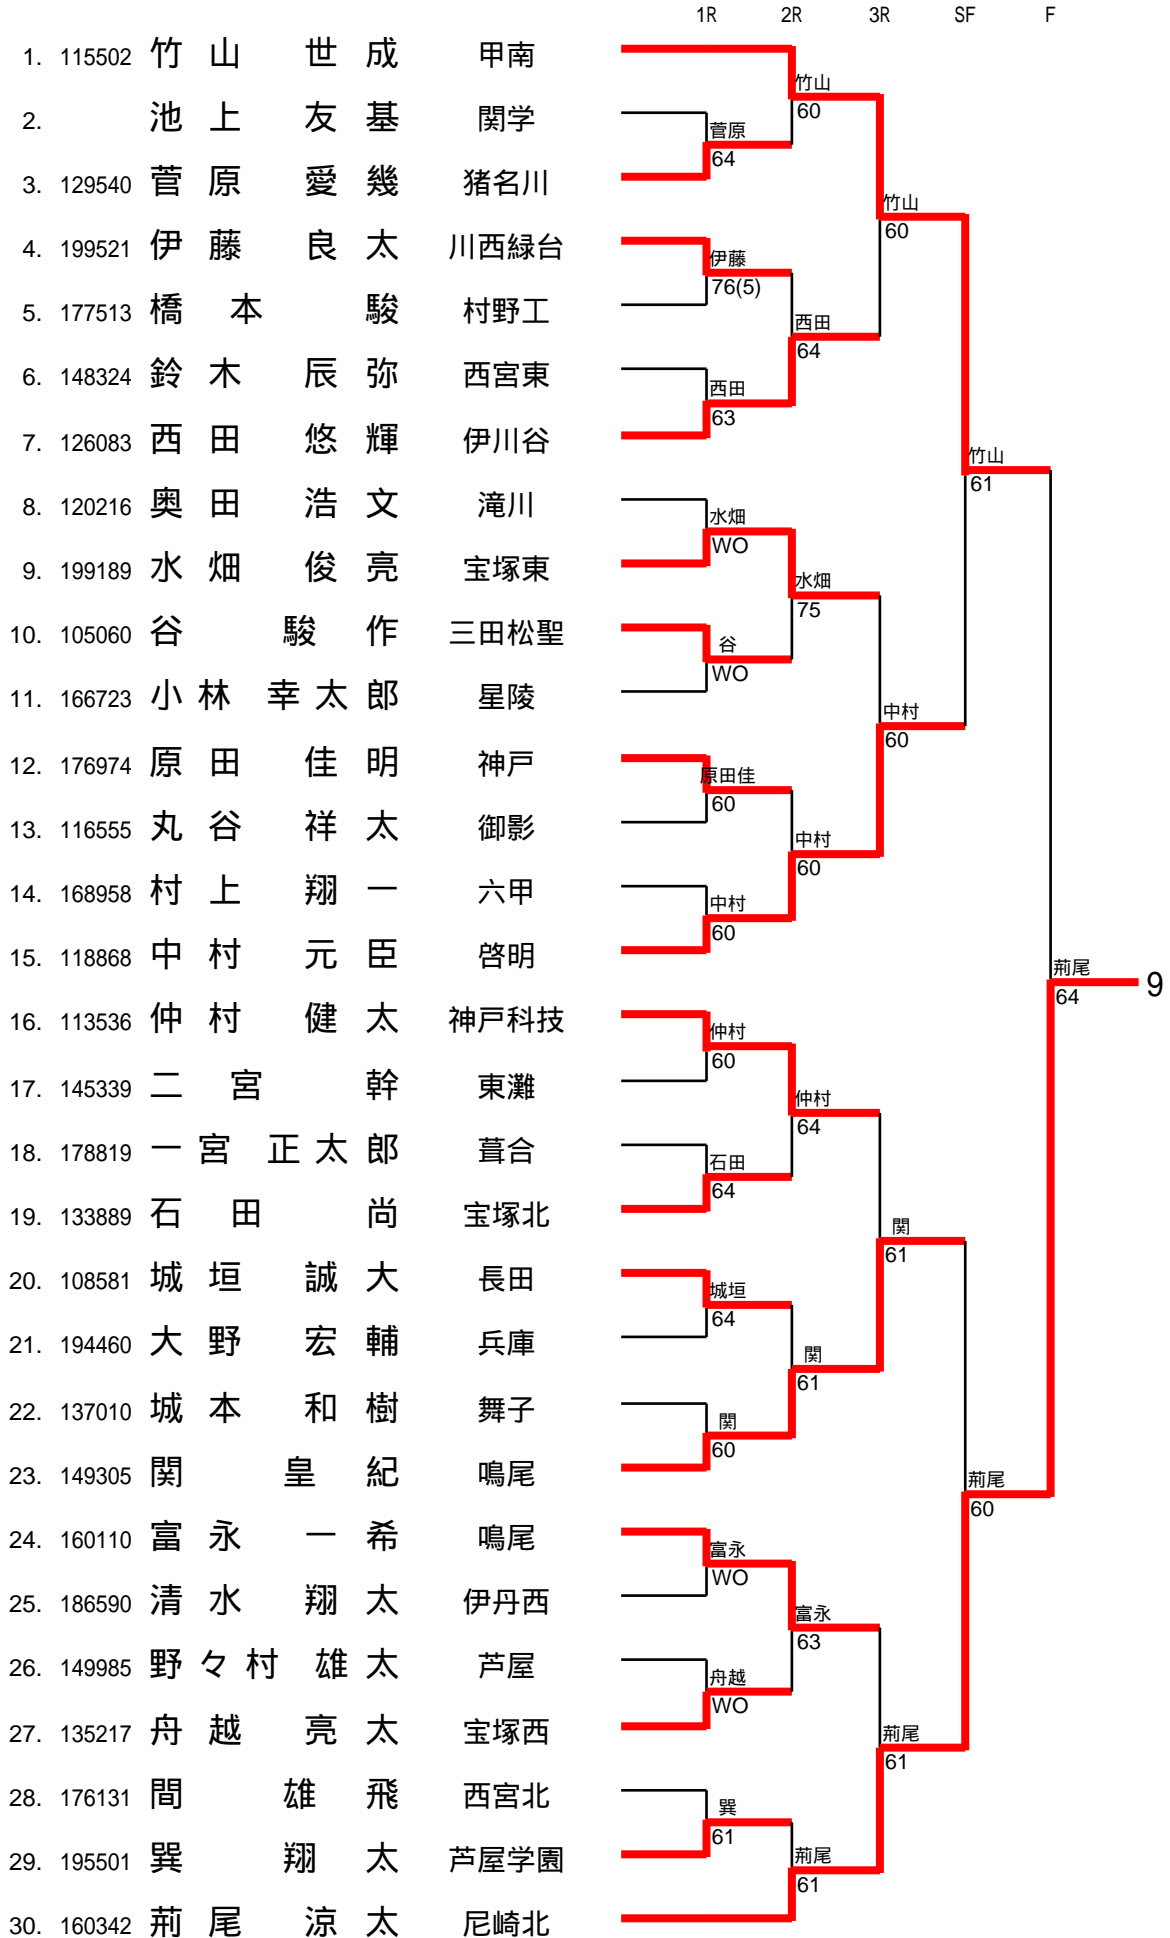 1R 2R 3R SF F
1. 115502 竹山 世成 甲南
竹山
2. 池上 友基 関学 60
菅原
64
3. 129540 菅原 愛幾 猪名川
竹山
60
4. 199521 伊藤 良太 川西緑台
伊藤
76(5)
5. 177513 橋本 駿 村野工
西田
64
6. 148324 鈴木 辰弥 西宮東
西田
63
7. 126083 西田 悠輝 伊川谷
竹山
61
8. 120216 奥田 浩文 滝川
水畑
WO
9. 199189 水畑 俊亮 宝塚東
水畑
75
10. 105060 谷 駿作 三田松聖
谷
WO
11. 166723 小林 幸太郎 星陵
中村
60
12. 176974 原田 佳明 神戸
原田佳
60
13. 116555 丸谷 祥太 御影
中村
60
14. 168958 村上 翔一 六甲
中村
60
15. 118868 中村 元臣 啓明
荊尾
64 9
16. 113536 仲村 健太 神戸科技
仲村
60
17. 145339 二宮 幹 東灘
仲村
64
18. 178819 一宮 正太郎 葺合
石田
64
19. 133889 石田 尚 宝塚北
関
61
20. 108581 城垣 誠大 長田
城垣
64
21. 194460 大野 宏輔 兵庫
関
61
22. 137010 城本 和樹 舞子
関
60
23. 149305 関 皇紀 鳴尾
荊尾
60
24. 160110 富永 一希 鳴尾
富永
WO
25. 186590 清水 翔太 伊丹西
富永
63
26. 149985 野々村 雄太 芦屋
舟越
WO
27. 135217 舟越 亮太 宝塚西
荊尾
61
28. 176131 間 雄飛 西宮北
巽
61
29. 195501 巽 翔太 芦屋学園
荊尾
61
30. 160342 荊尾 涼太 尼崎北